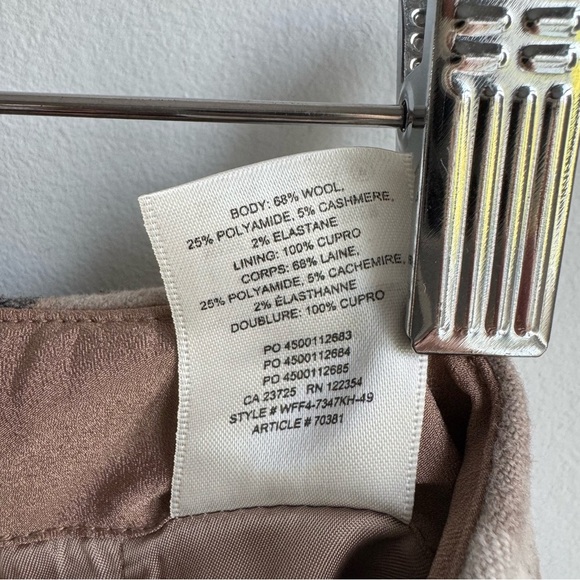 BODY: 68% WOOL,
25% POLYAMIDE, 5% CASHMERE,
2% ELASTANE
LINING: 100% CUPRO
CORPS: 68% LAINE,
25% POLYAMIDE, 5% CACHEMIRE,
2% ÉLASTHANNE
DOUBLURE: 100% CUPRO
PO 4500112683
PO 4500112684
PO 4500112685
CA 23725 RN 122354
STYLE # WFF4-7347KH-49
ARTICLE # 70381